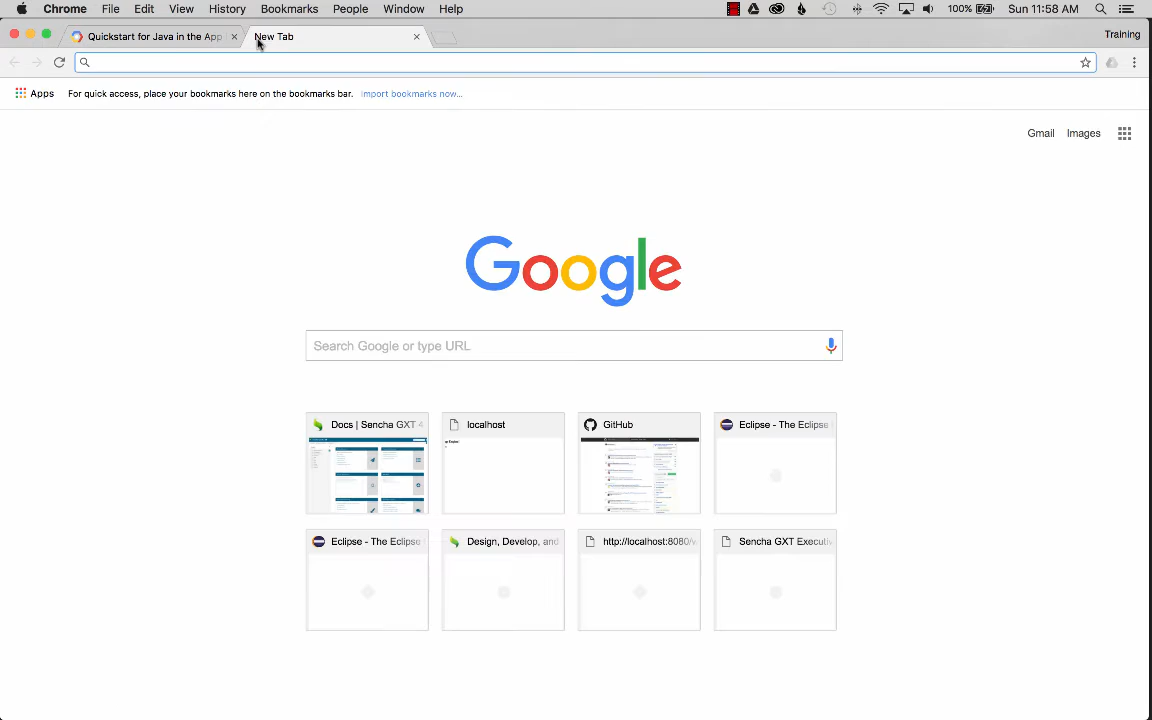 Chrome File Edit View History Bookmarks People Window Help 100% Sun 11:58 AM
Quickstart for Java in the App New Tab Training
Apps For quick access, place your bookmarks here on the bookmarks bar. Import bookmarks now...
Gmail Images
Google
Search Google or type URL
Docs | Sencha GXT 4 localhost GitHub Eclipse - The Eclipse
Eclipse - The Eclipse Design, Develop, and http://localhost:8080/ Sencha GXT Executi